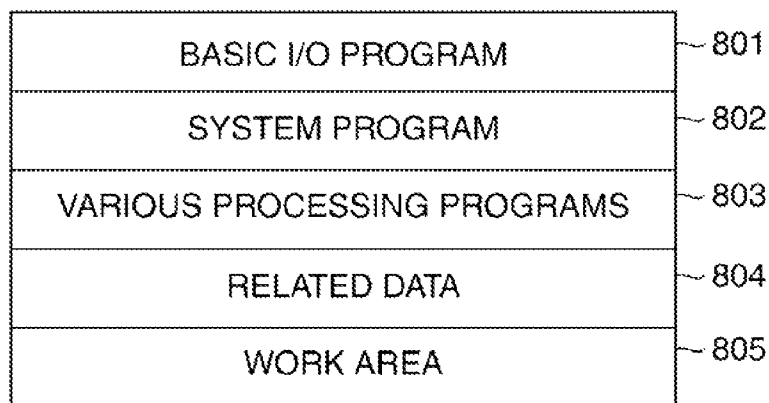 BASIC I/O PROGRAM 801
SYSTEM PROGRAM 802
VARIOUS PROCESSING PROGRAMS 803
RELATED DATA 804
WORK AREA 805